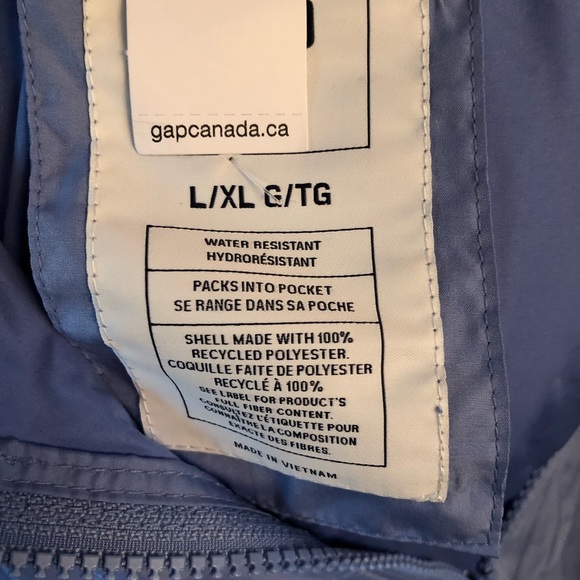 gapcanada.ca
L/XL G/TG
WATER RESISTANT
HYDRORÉSISTANT
PACKS INTO POCKET
SE RANGE DANS SA POCHE
SHELL MADE WITH 100%
RECYCLED POLYESTER.
COQUILLE FAITE DE POLYESTER
RECYCLÉ À 100%
SEE LABEL FOR PRODUCT'S
FULL FIBER CONTENT.
CONSULTEZ L'ÉTIQUETTE POUR
CONNAÎTRE LA COMPOSITION
EXACTE DES FIBRES.
MADE IN VIETNAM